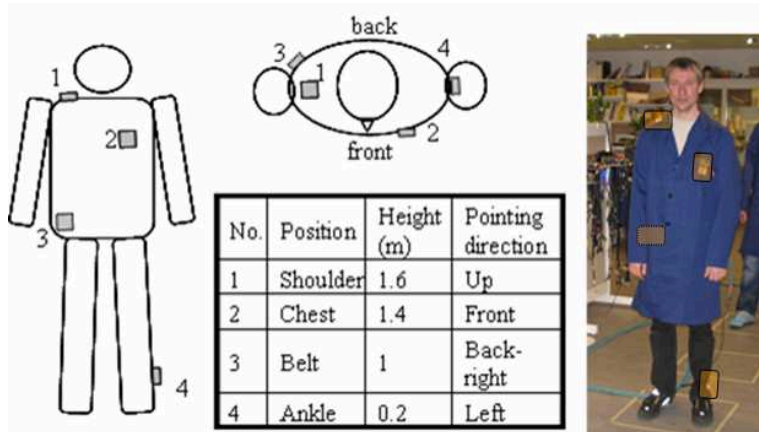 back
3
4
1
1
2
2
front
3
4
No. Position Height (m) Pointing direction
1 Shoulder 1.6 Up
2 Chest 1.4 Front
3 Belt 1 Back-right
4 Ankle 0.2 Left